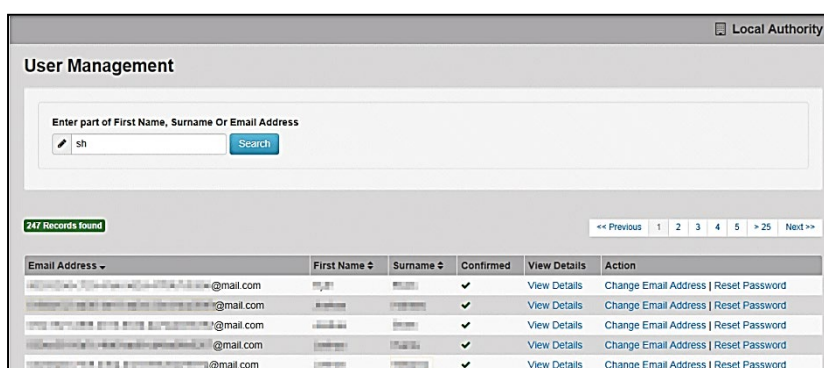 Local Authority
User Management
Enter part of First Name, Surname Or Email Address
sh Search
247 Records found << Previous 1 2 3 4 5 > 25 Next >>
Email Address First Name Surname Confirmed View Details Action
@mail.com View Details Change Email Address | Reset Password
@mail.com View Details Change Email Address | Reset Password
@mail.com View Details Change Email Address | Reset Password
@mail.com View Details Change Email Address | Reset Password
@mail.com View Details Change Email Address | Reset Password